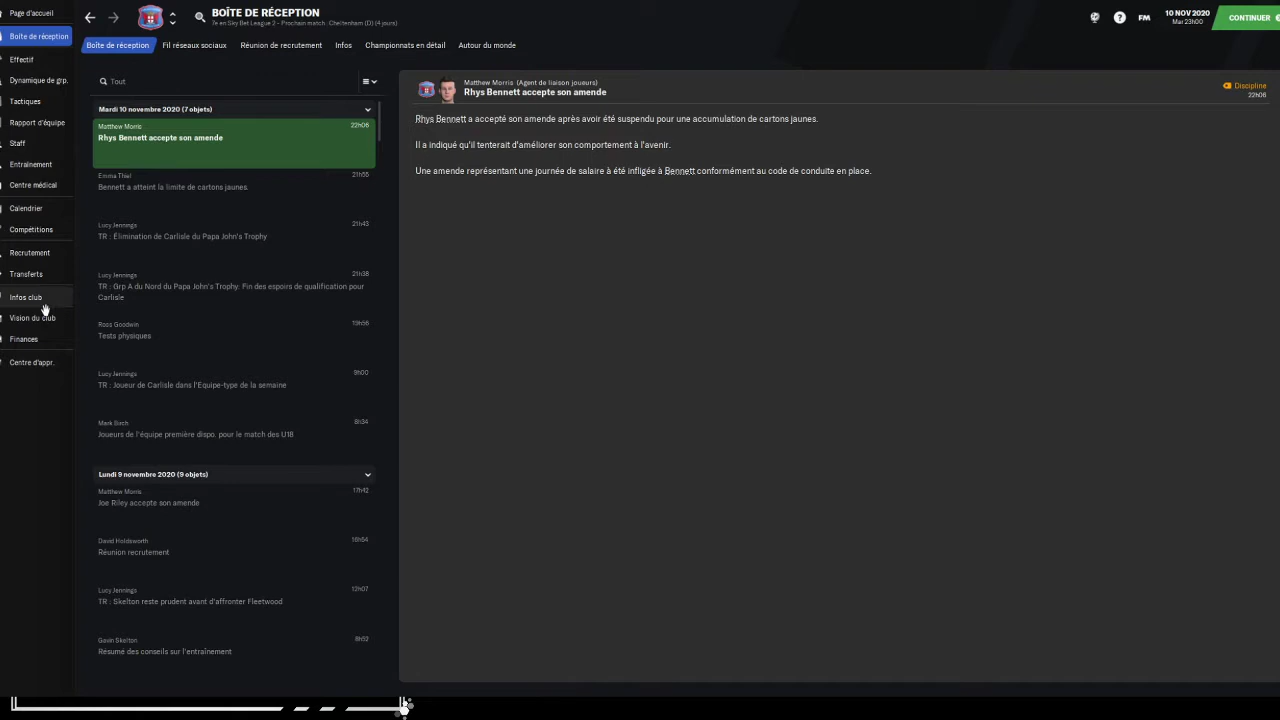 Page d'accueil
Boîte de réception
Effectif
Dynamique de grp.
Tactiques
Rapport d'équipe
Staff
Entraînement
Centre médical
Calendrier
Compétitions
Recrutement
Transferts
Infos club
Vision du club
Finances
Centre d'appr.
BOÎTE DE RÉCEPTION
7e en Sky Bet League 2 - Prochain match : Cheltenham (D) (4 jours)
FM
10 NOV 2020
Mar 23h00
CONTINUER
Boîte de réception
Fil réseaux sociaux
Réunion de recrutement
Infos
Championnats en détail
Autour du monde
Tout
Mardi 10 novembre 2020 (7 objets)
Matthew Morris 22h06
Rhys Bennett accepte son amende
Emma Thiel 21h55
Bennett a atteint la limite de cartons jaunes.
Lucy Jennings 21h43
TR : Élimination de Carlisle du Papa John's Trophy
Lucy Jennings 21h38
TR : Grp A du Nord du Papa John's Trophy: Fin des espoirs de qualification pour
Carlisle
Ross Goodwin 19h56
Tests physiques
Lucy Jennings 9h00
TR : Joueur de Carlisle dans l'Equipe-type de la semaine
Mark Birch 8h34
Joueurs de l'équipe première dispo. pour le match des U18
Lundi 9 novembre 2020 (9 objets)
Matthew Morris 17h42
Joe Riley accepte son amende
David Holdsworth 16h54
Réunion recrutement
Lucy Jennings 12h07
TR : Skelton reste prudent avant d'affronter Fleetwood
Gavin Skelton 8h52
Résumé des conseils sur l'entraînement
Matthew Morris (Agent de liaison joueurs)
Rhys Bennett accepte son amende
Discipline
22h06
Rhys Bennett a accepté son amende après avoir été suspendu pour une accumulation de cartons jaunes.
Il a indiqué qu'il tenterait d'améliorer son comportement à l'avenir.
Une amende représentant une journée de salaire à été infligée à Bennett conformément au code de conduite en place.